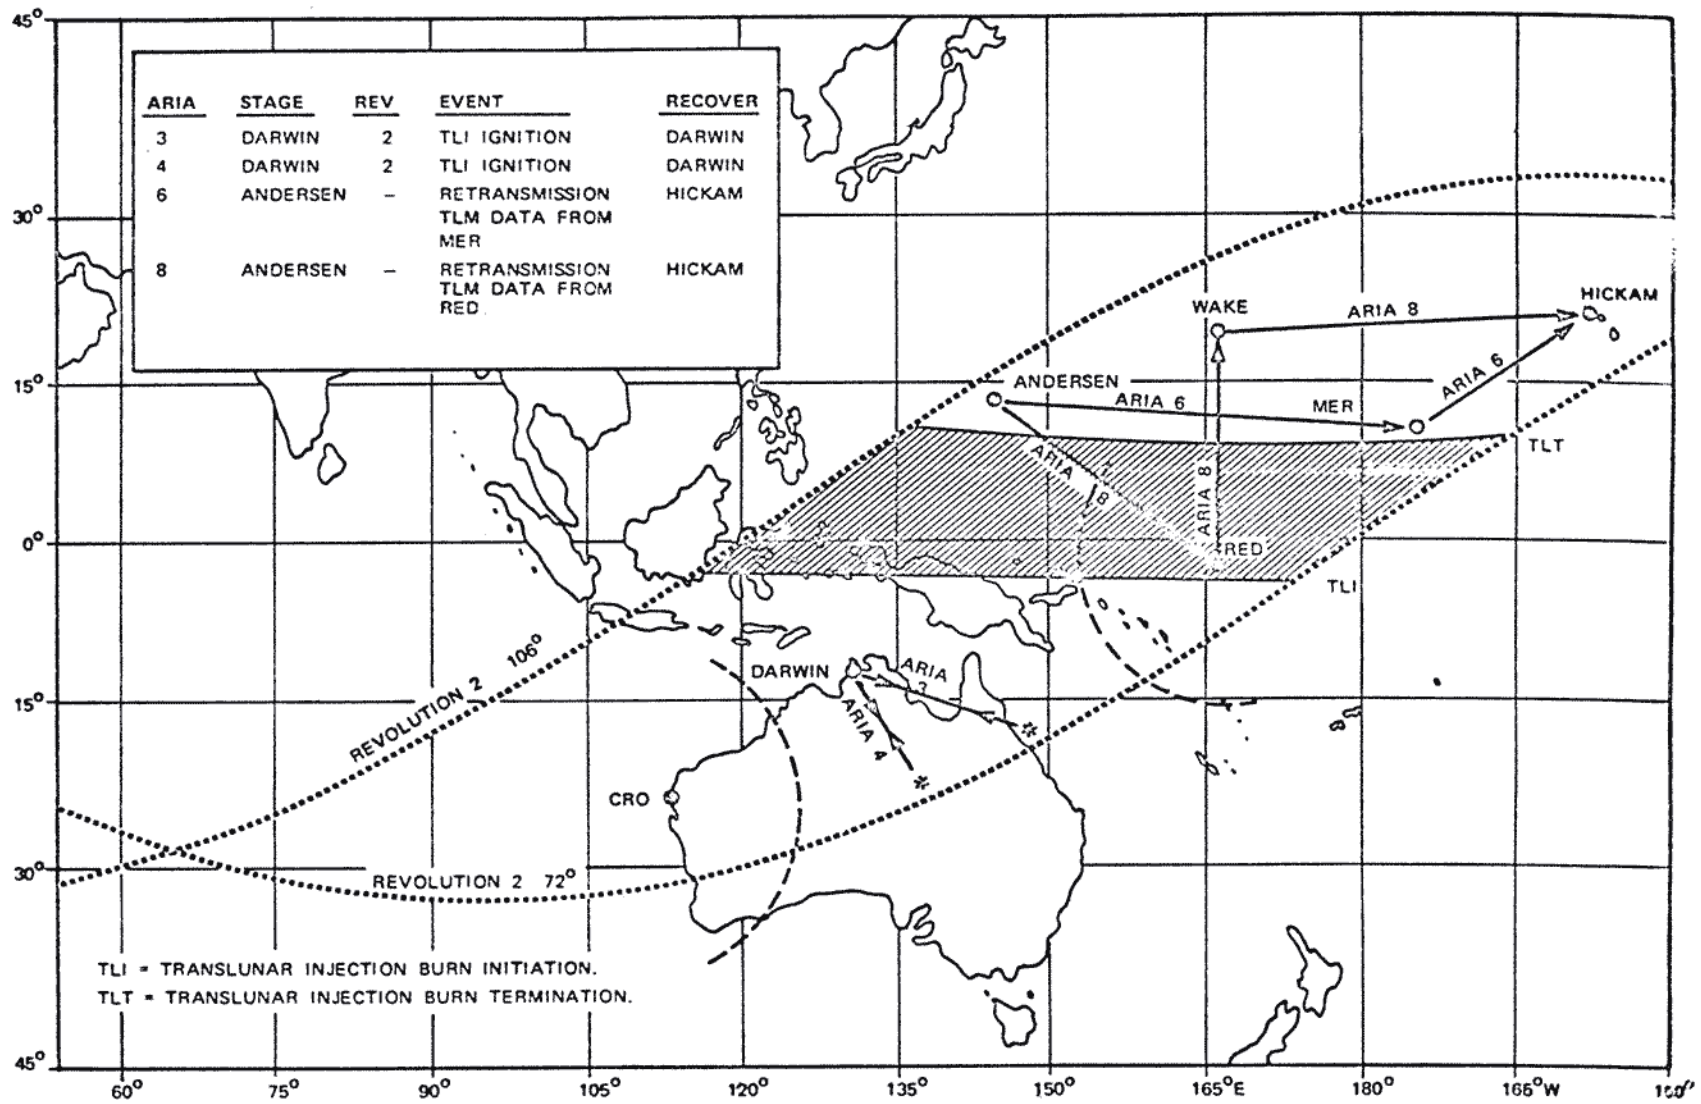 45°
ARIA STAGE REV EVENT RECOVER
3 DARWIN 2 TLI IGNITION DARWIN
4 DARWIN 2 TLI IGNITION DARWIN
6 ANDERSEN – RETRANSMISSION HICKAM
TLM DATA FROM
MER
8 ANDERSEN – RETRANSMISSION HICKAM
TLM DATA FROM
RED
30°
HICKAM
WAKE
ARIA 8
15°
ANDERSEN
ARIA 6
MER
ARIA 6
TLT
ARIA 8
ARIA 8
0°
RED
TLI
106°
REVOLUTION 2
DARWIN
ARIA
3
15°
ARIA 4
CRO
30°
REVOLUTION 2 72°
TLI = TRANSLUNAR INJECTION BURN INITIATION.
TLT = TRANSLUNAR INJECTION BURN TERMINATION.
45°
60° 75° 90° 105° 120° 135° 150° 165°E 180° 166°W